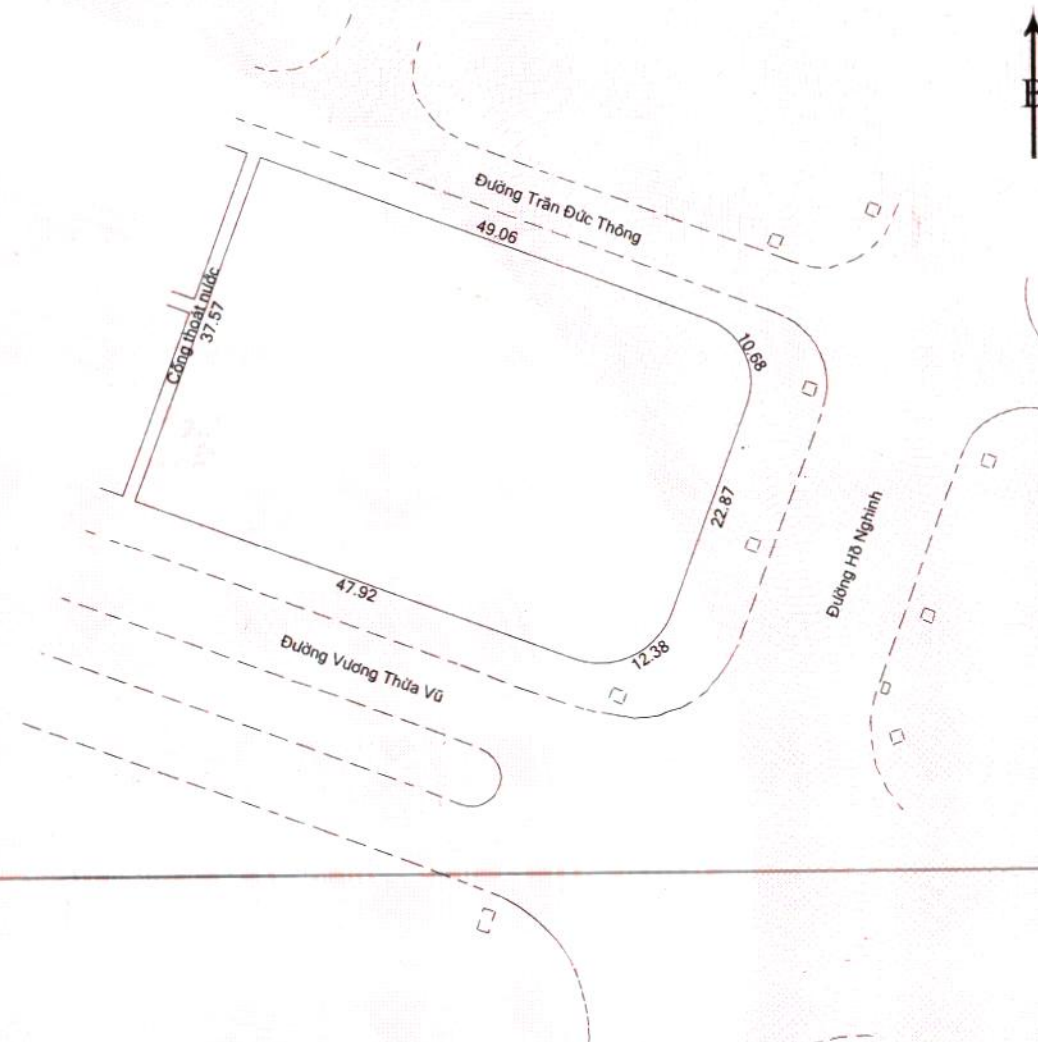 Đường Trần Đức Thông
49.06
10.68
Cống thoát nước
37.57
22.87
Đường Hồ Nghinh
47.92
12.38
Đường Vương Thừa Vũ